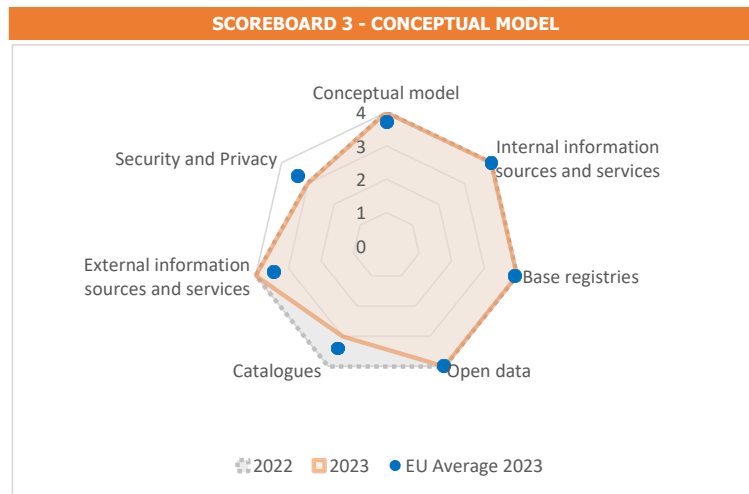 SCOREBOARD 3 - CONCEPTUAL MODEL
Conceptual model
4
3
2
1
0
Internal information
sources and services
Base registries
Open data
Catalogues
External information
sources and services
Security and Privacy
2022
2023
EU Average 2023